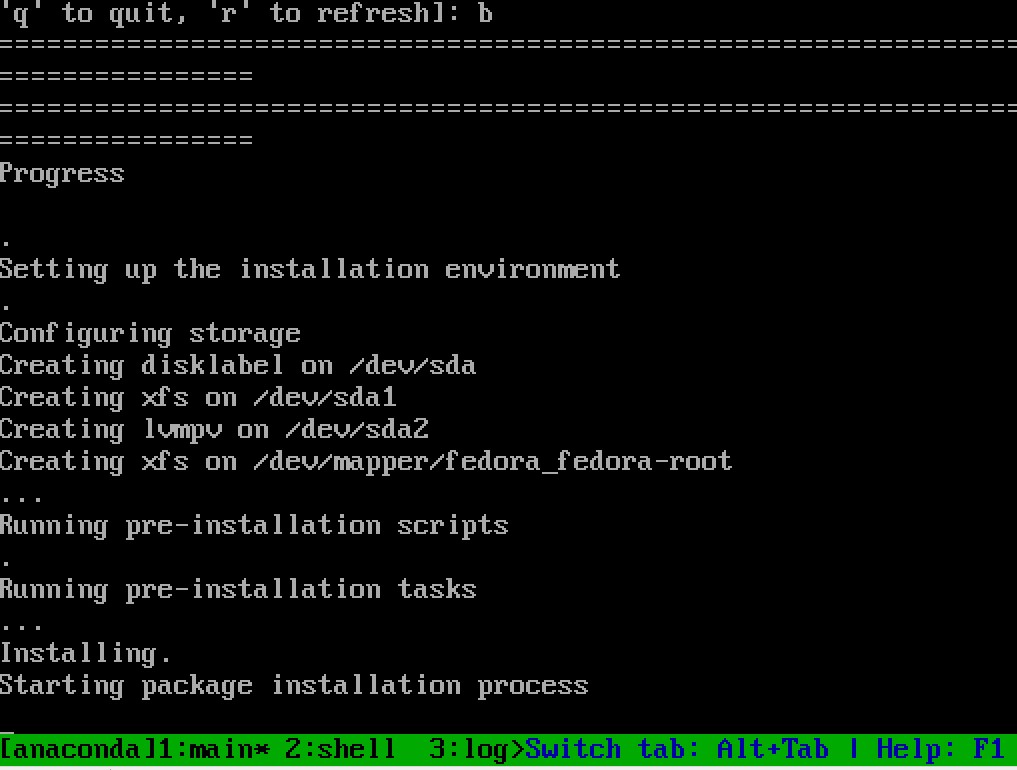 'q' to quit, 'r' to refresh]: b
================================================================
================
================================================================
================
Progress
.
Setting up the installation environment
.
Configuring storage
Creating disklabel on /dev/sda
Creating xfs on /dev/sda1
Creating lvmpv on /dev/sda2
Creating xfs on /dev/mapper/fedora_fedora-root
...
Running pre-installation scripts
.
Running pre-installation tasks
...
Installing.
Starting package installation process
[anaconda]1:main* 2:shell  3:log>Switch tab: Alt+Tab | Help: F1